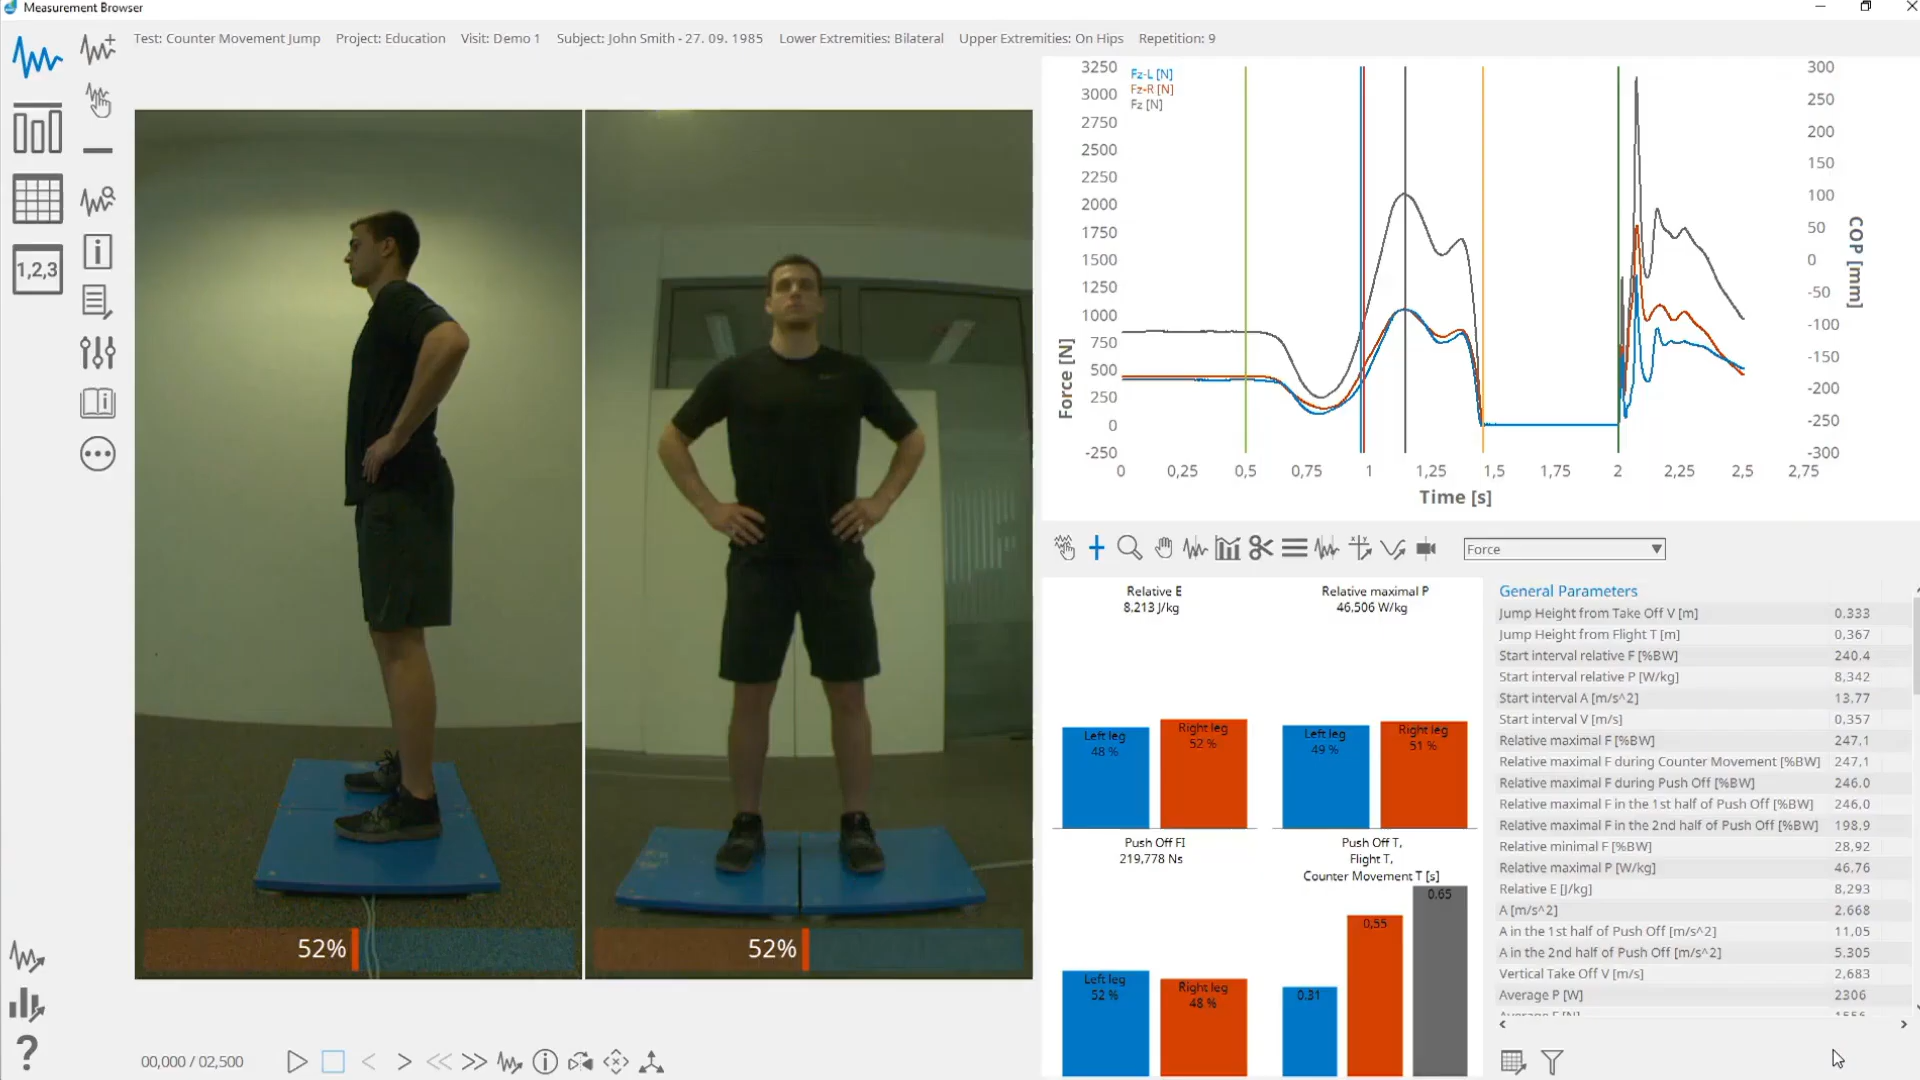 Measurement Browser
Test: Counter Movement Jump Project: Education Visit: Demo 1 Subject: John Smith - 27. 09. 1985 Lower Extremities: Bilateral Upper Extremities: On Hips Repetition: 9
1,2,3
52%
52%
00,000 / 02,500
Fz-L [N]
Fz-R [N]
Fz [N]
3250
3000
2750
2500
2250
2000
1750
1500
1250
1000
750
500
250
0
-250
Force [N]
300
250
200
150
100
50
0
-50
-100
-150
-200
-250
-300
COP [mm]
0 0,25 0,5 0,75 1 1,25 1,5 1,75 2 2,25 2,5 2,75
Time [s]
Force
Relative E
8.213 J/kg
Left leg
48 %
Right leg
52 %
Relative maximal P
46.506 W/kg
Left leg
49 %
Right leg
51 %
Push Off FI
219,778 Ns
Left leg
52 %
Right leg
48 %
Push Off T,
Flight T,
Counter Movement T [s]
0.31
0,55
0.65
General Parameters
Jump Height from Take Off V [m] 0.333
Jump Height from Flight T [m] 0,367
Start interval relative F [%BW] 240.4
Start interval relative P [W/kg] 8,342
Start interval A [m/s^2] 13.77
Start interval V [m/s] 0,357
Relative maximal F [%BW] 247,1
Relative maximal F during Counter Movement [%BW] 247,1
Relative maximal F during Push Off [%BW] 246.0
Relative maximal F in the 1st half of Push Off [%BW] 246,0
Relative maximal F in the 2nd half of Push Off [%BW] 198,9
Relative minimal F [%BW] 28,92
Relative maximal P [W/kg] 46,76
Relative E [J/kg] 8,293
A [m/s^2] 2.668
A in the 1st half of Push Off [m/s^2] 11,05
A in the 2nd half of Push Off [m/s^2] 5.305
Vertical Take Off V [m/s] 2,683
Average P [W] 2306
Average F [N] 1556